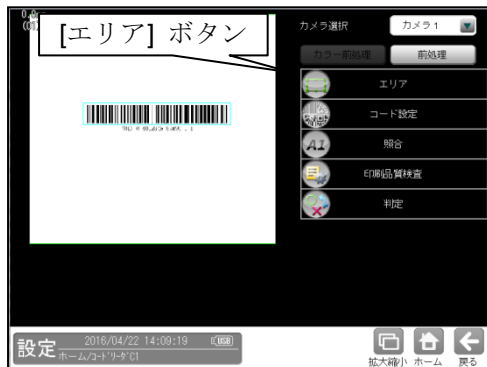 [エリア] ボタン
カメラ選択
カメラ1
カラー前処理
前処理
エリア
コード設定
照合
印刷品質検査
判定
設定
2016/04/22 14:09:19
USB
ホーム/コードリーダC1
拡大縮小
ホーム
戻る